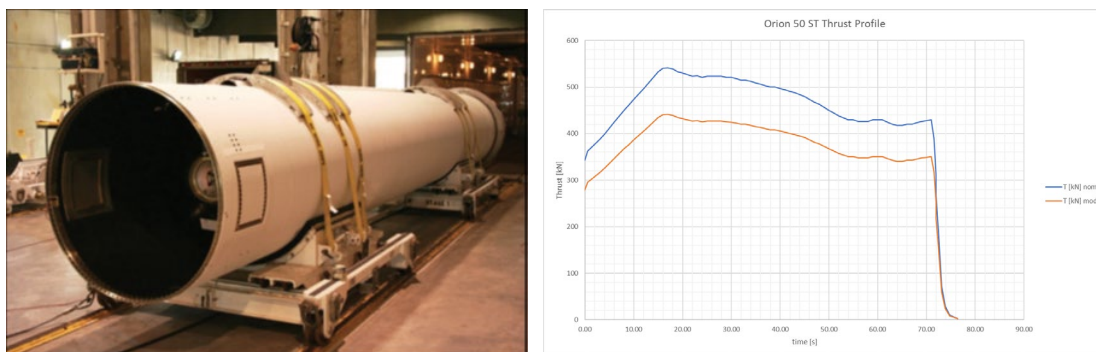 Orion 50 ST Thrust Profile
600
500
400
300
200
100
0
Thrust [kN]
0.00 10.00 20.00 30.00 40.00 50.00 60.00 70.00 80.00 90.00
time [s]
T [kN] nom
T [kN] mod